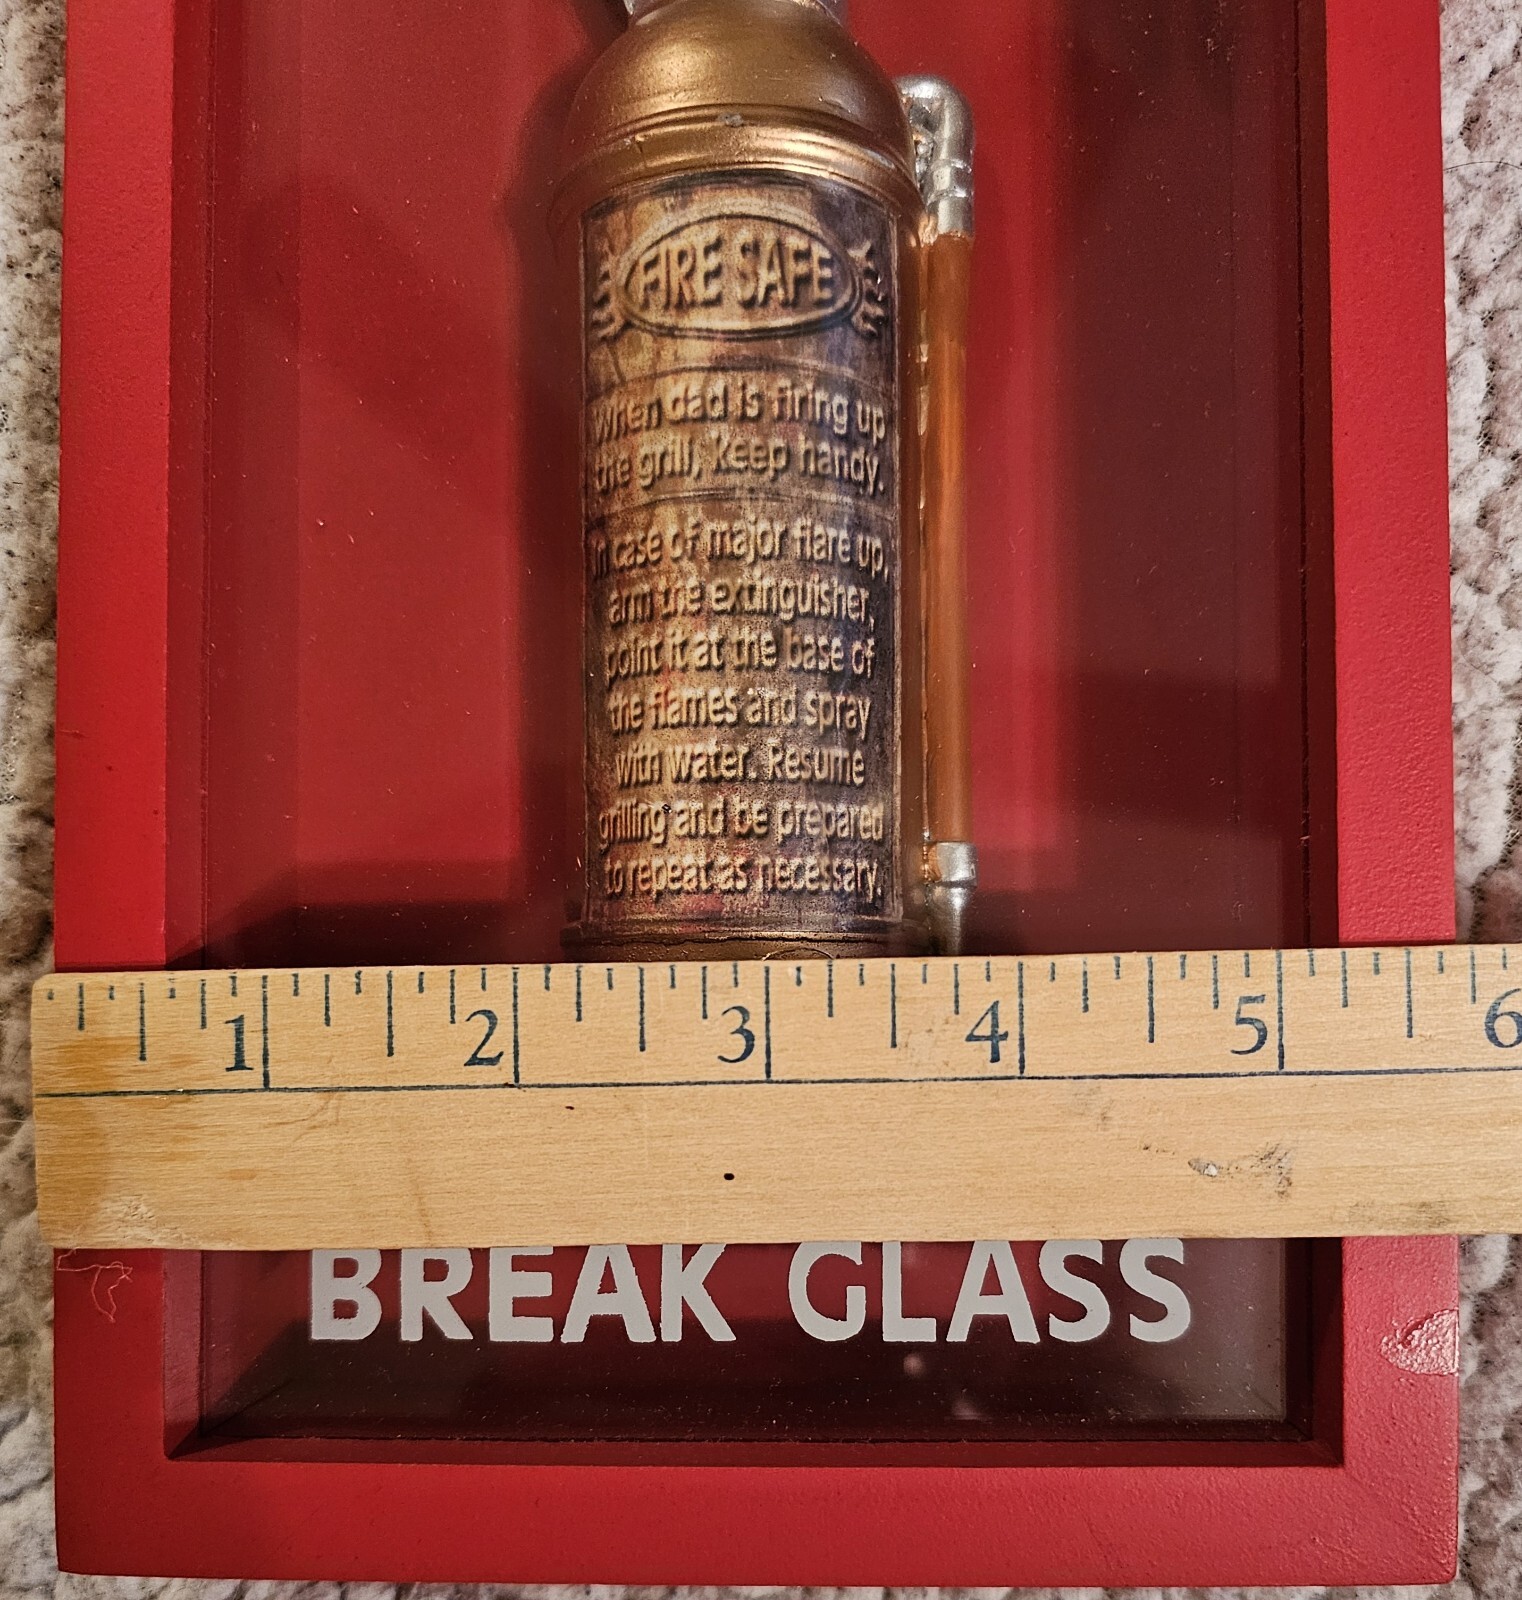 FIRE SAFE
When dad is firing up
the grill, keep handy.
In case of major flare up,
arm the extinguisher,
point it at the base of
the flames and spray
with water. Resume
grilling and be prepared
to repeat as necessary.
1 2 3 4 5 6
BREAK GLASS